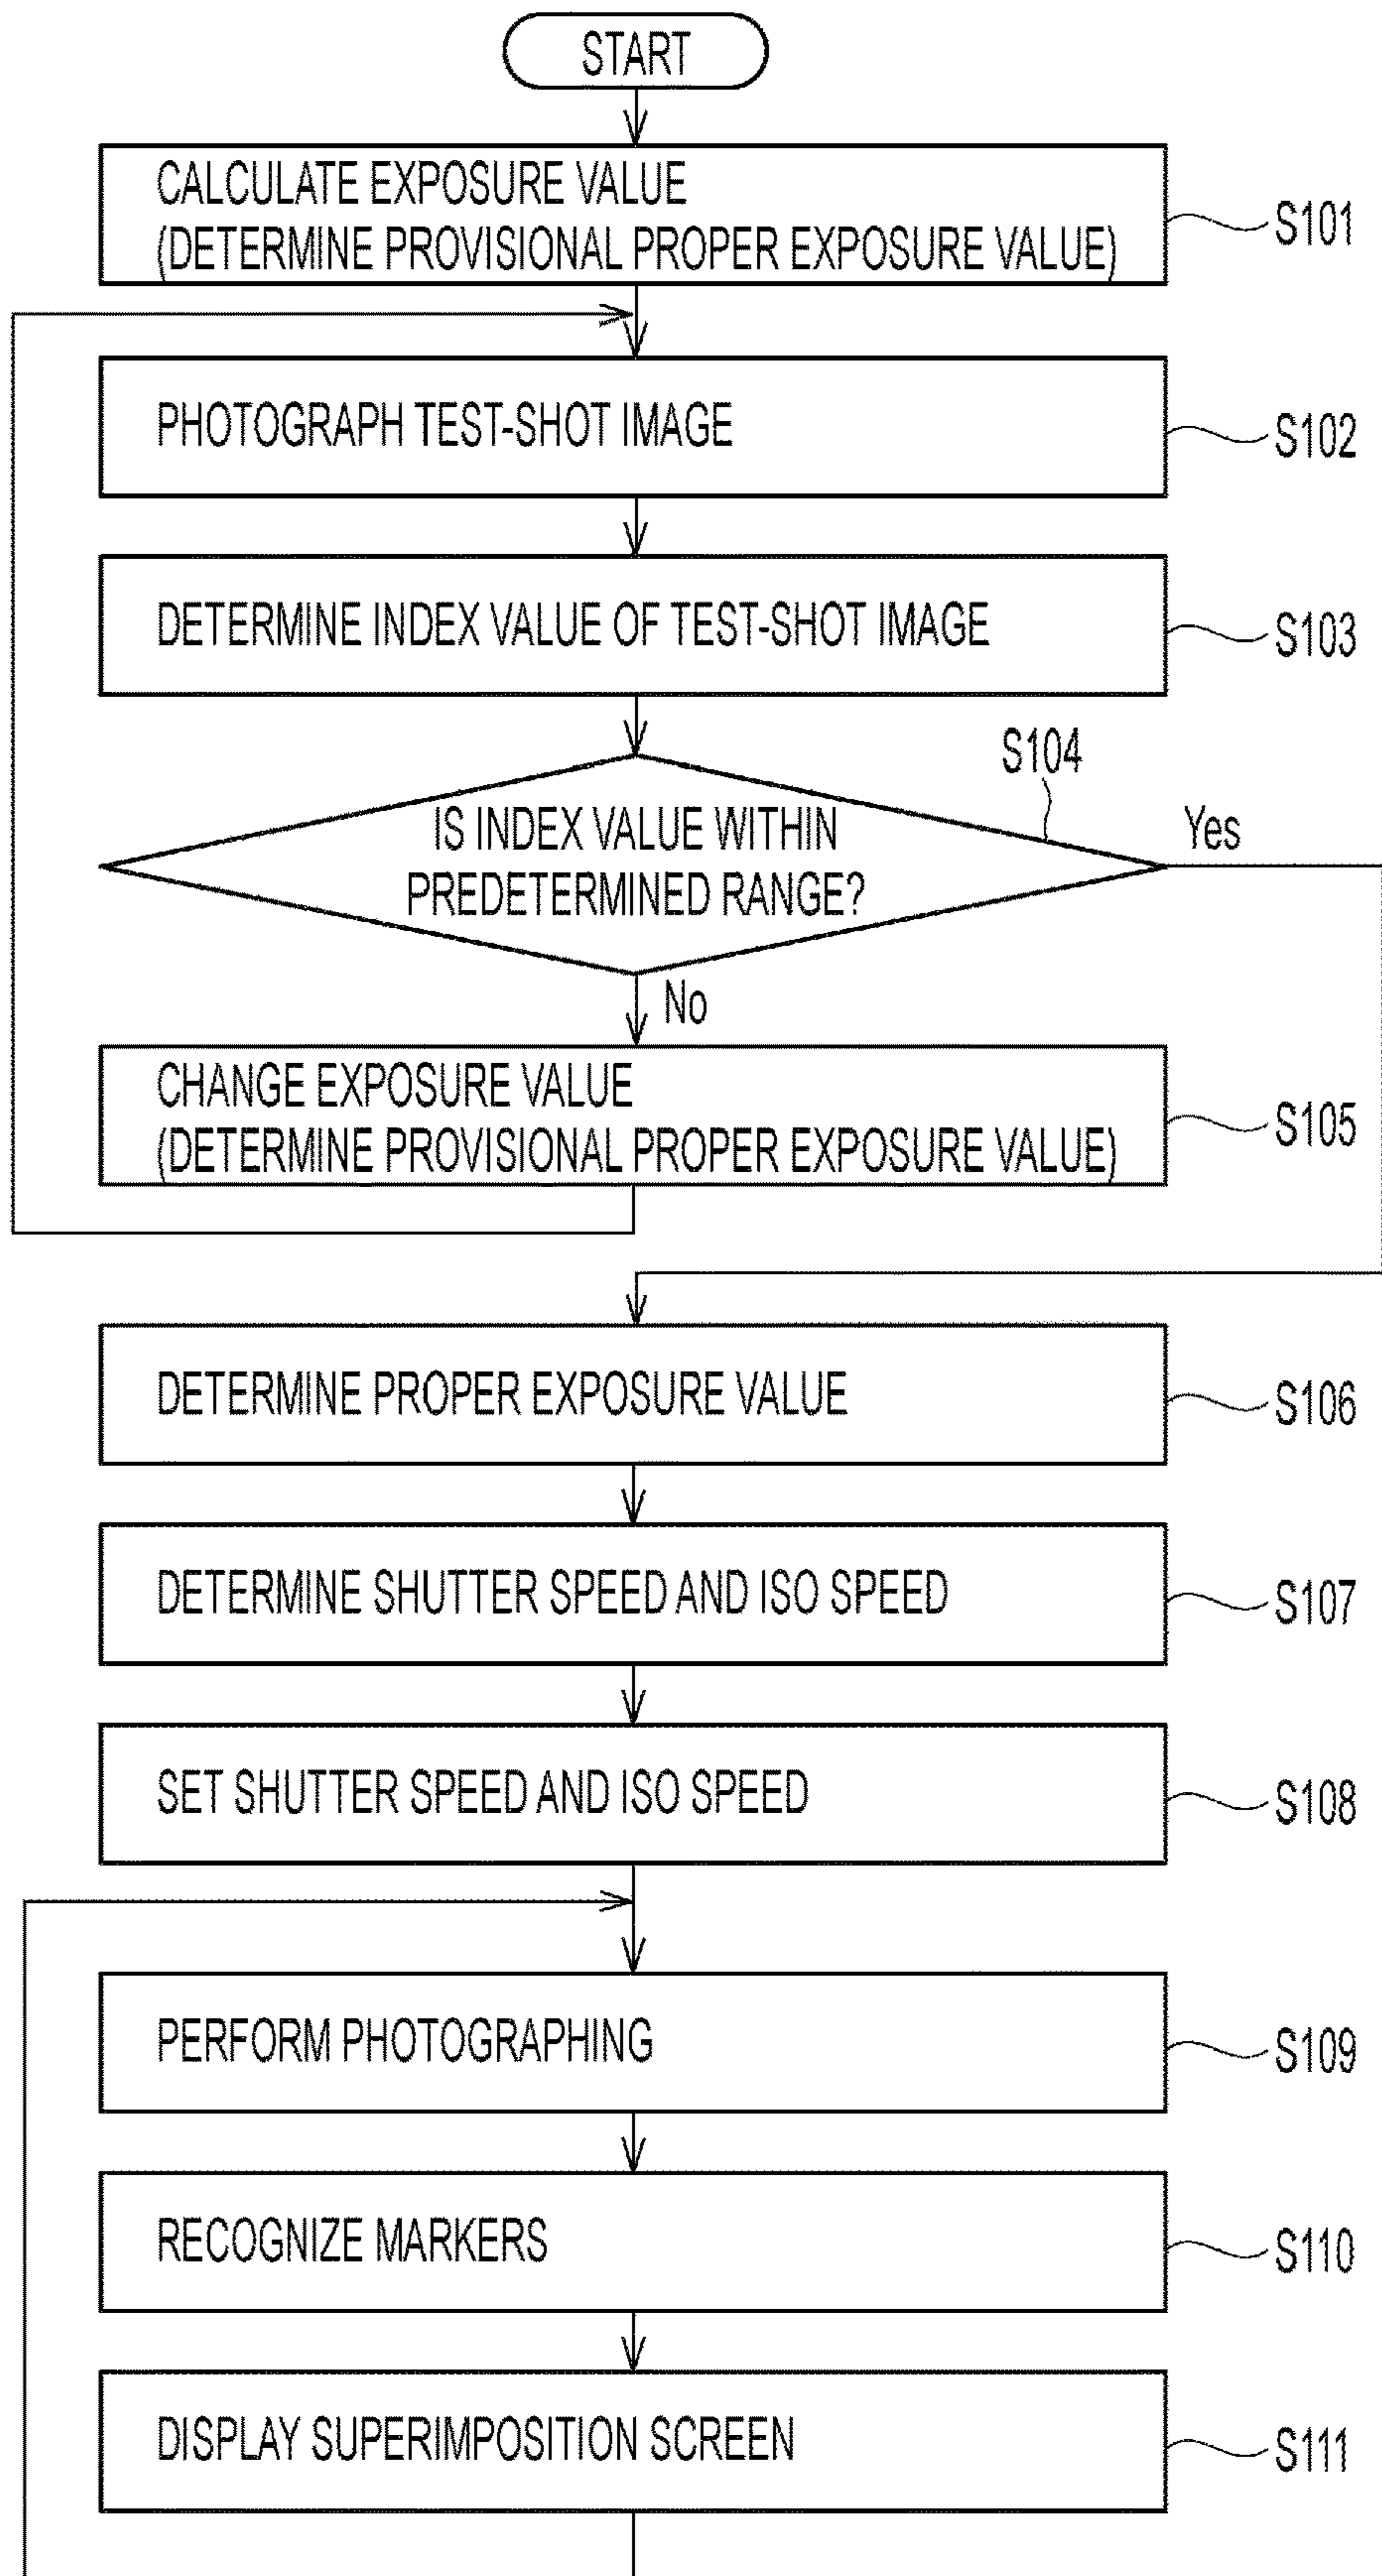 START
CALCULATE EXPOSURE VALUE
(DETERMINE PROVISIONAL PROPER EXPOSURE VALUE)
S101
PHOTOGRAPH TEST-SHOT IMAGE
S102
DETERMINE INDEX VALUE OF TEST-SHOT IMAGE
S103
S104
IS INDEX VALUE WITHIN
PREDETERMINED RANGE?
Yes
No
CHANGE EXPOSURE VALUE
(DETERMINE PROVISIONAL PROPER EXPOSURE VALUE)
S105
DETERMINE PROPER EXPOSURE VALUE
S106
DETERMINE SHUTTER SPEED AND ISO SPEED
S107
SET SHUTTER SPEED AND ISO SPEED
S108
PERFORM PHOTOGRAPHING
S109
RECOGNIZE MARKERS
S110
DISPLAY SUPERIMPOSITION SCREEN
S111